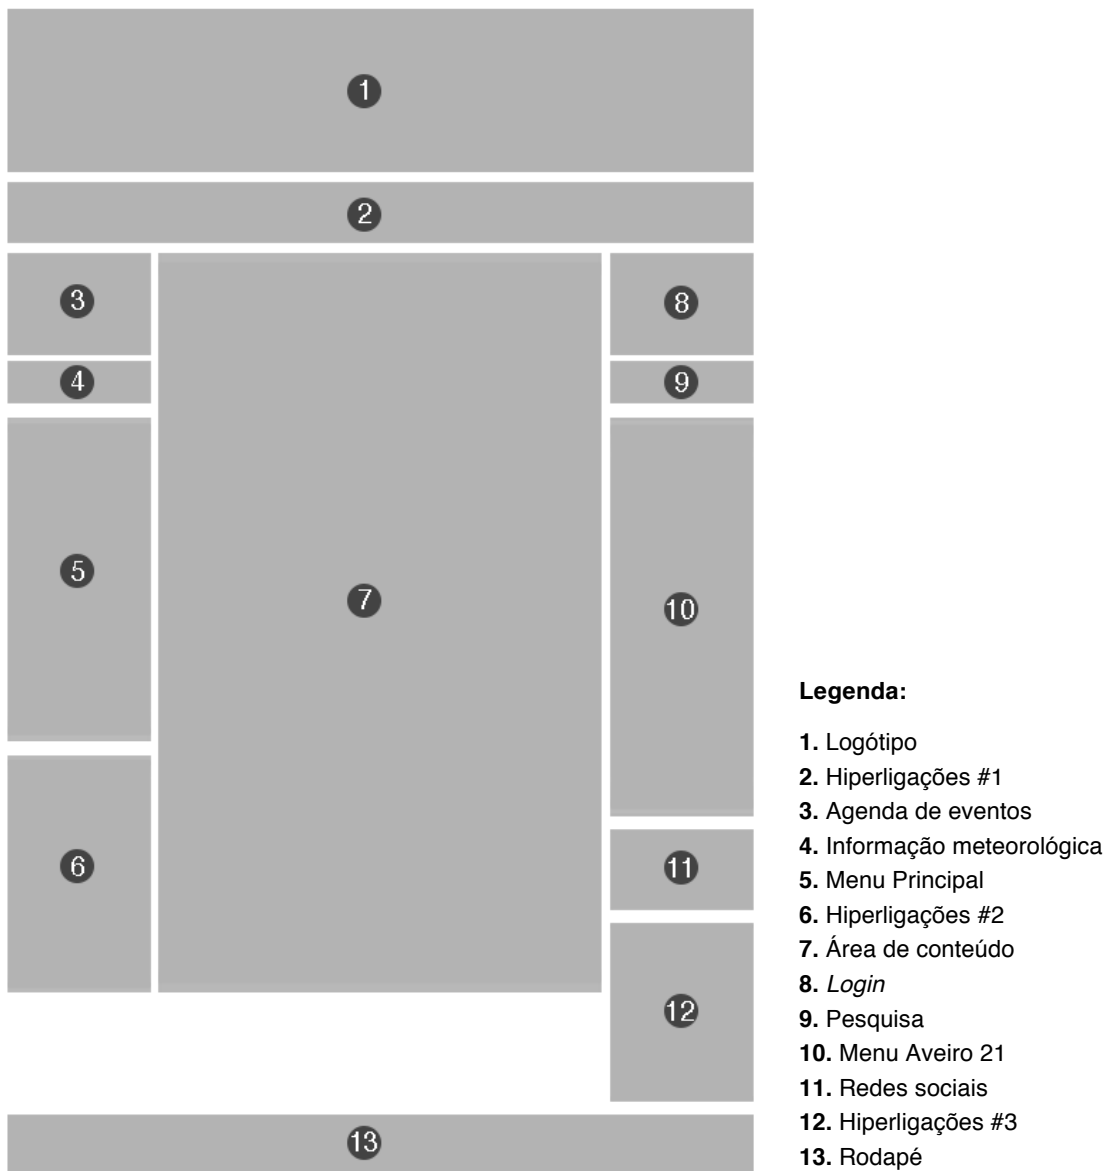 1
2
3
8
4
9
5
7
10
6
11
12
13
Legenda:
1. Logótipo
2. Hiperligações #1
3. Agenda de eventos
4. Informação meteorológica
5. Menu Principal
6. Hiperligações #2
7. Área de conteúdo
8. Login
9. Pesquisa
10. Menu Aveiro 21
11. Redes sociais
12. Hiperligações #3
13. Rodapé